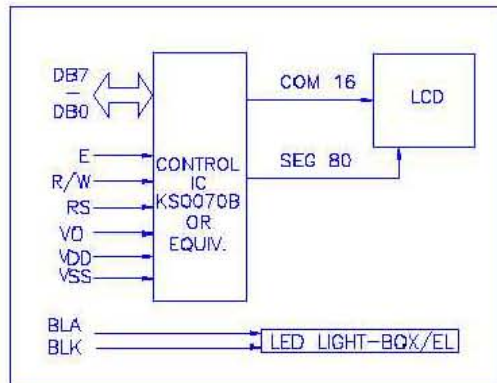 DB7
DB0
E
R/W
RS
VO
VDD
VSS
CONTROL
IC
KS0070B
OR
EQUIV.
COM 16
SEG 80
LCD
BLA
BLK
LED LIGHT-BOX/EL